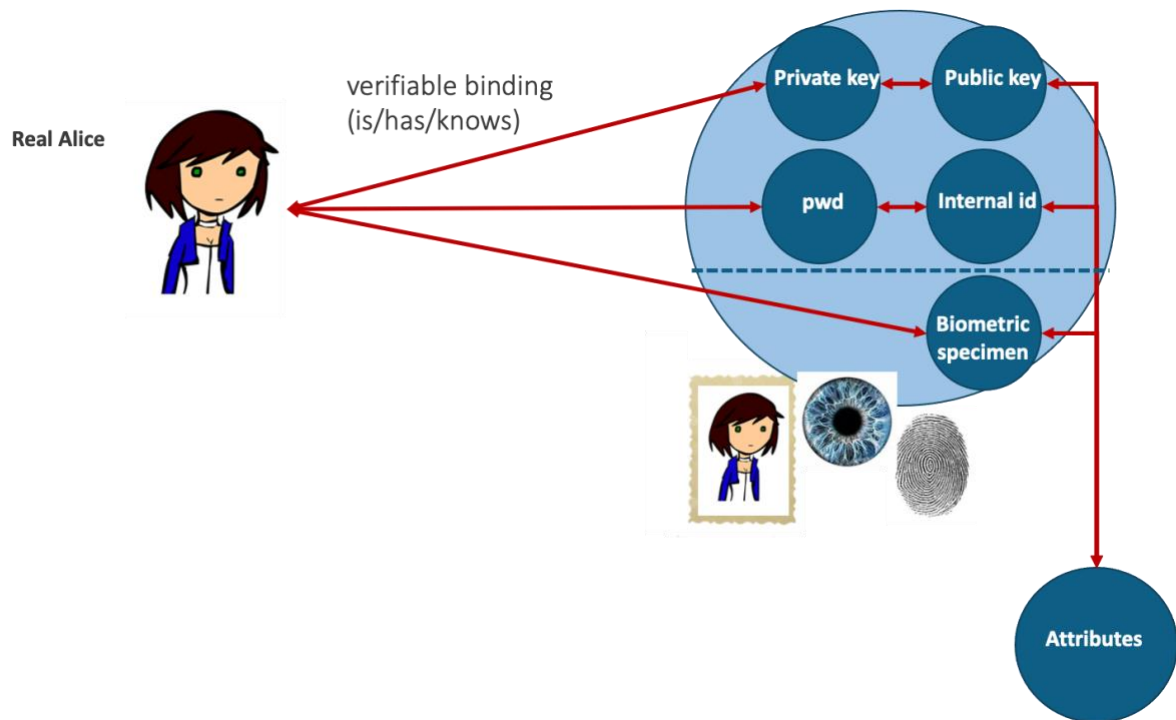 Real Alice
verifiable binding
(is/has/knows)
Private key
Public key
pwd
Internal id
Biometric
specimen
Attributes